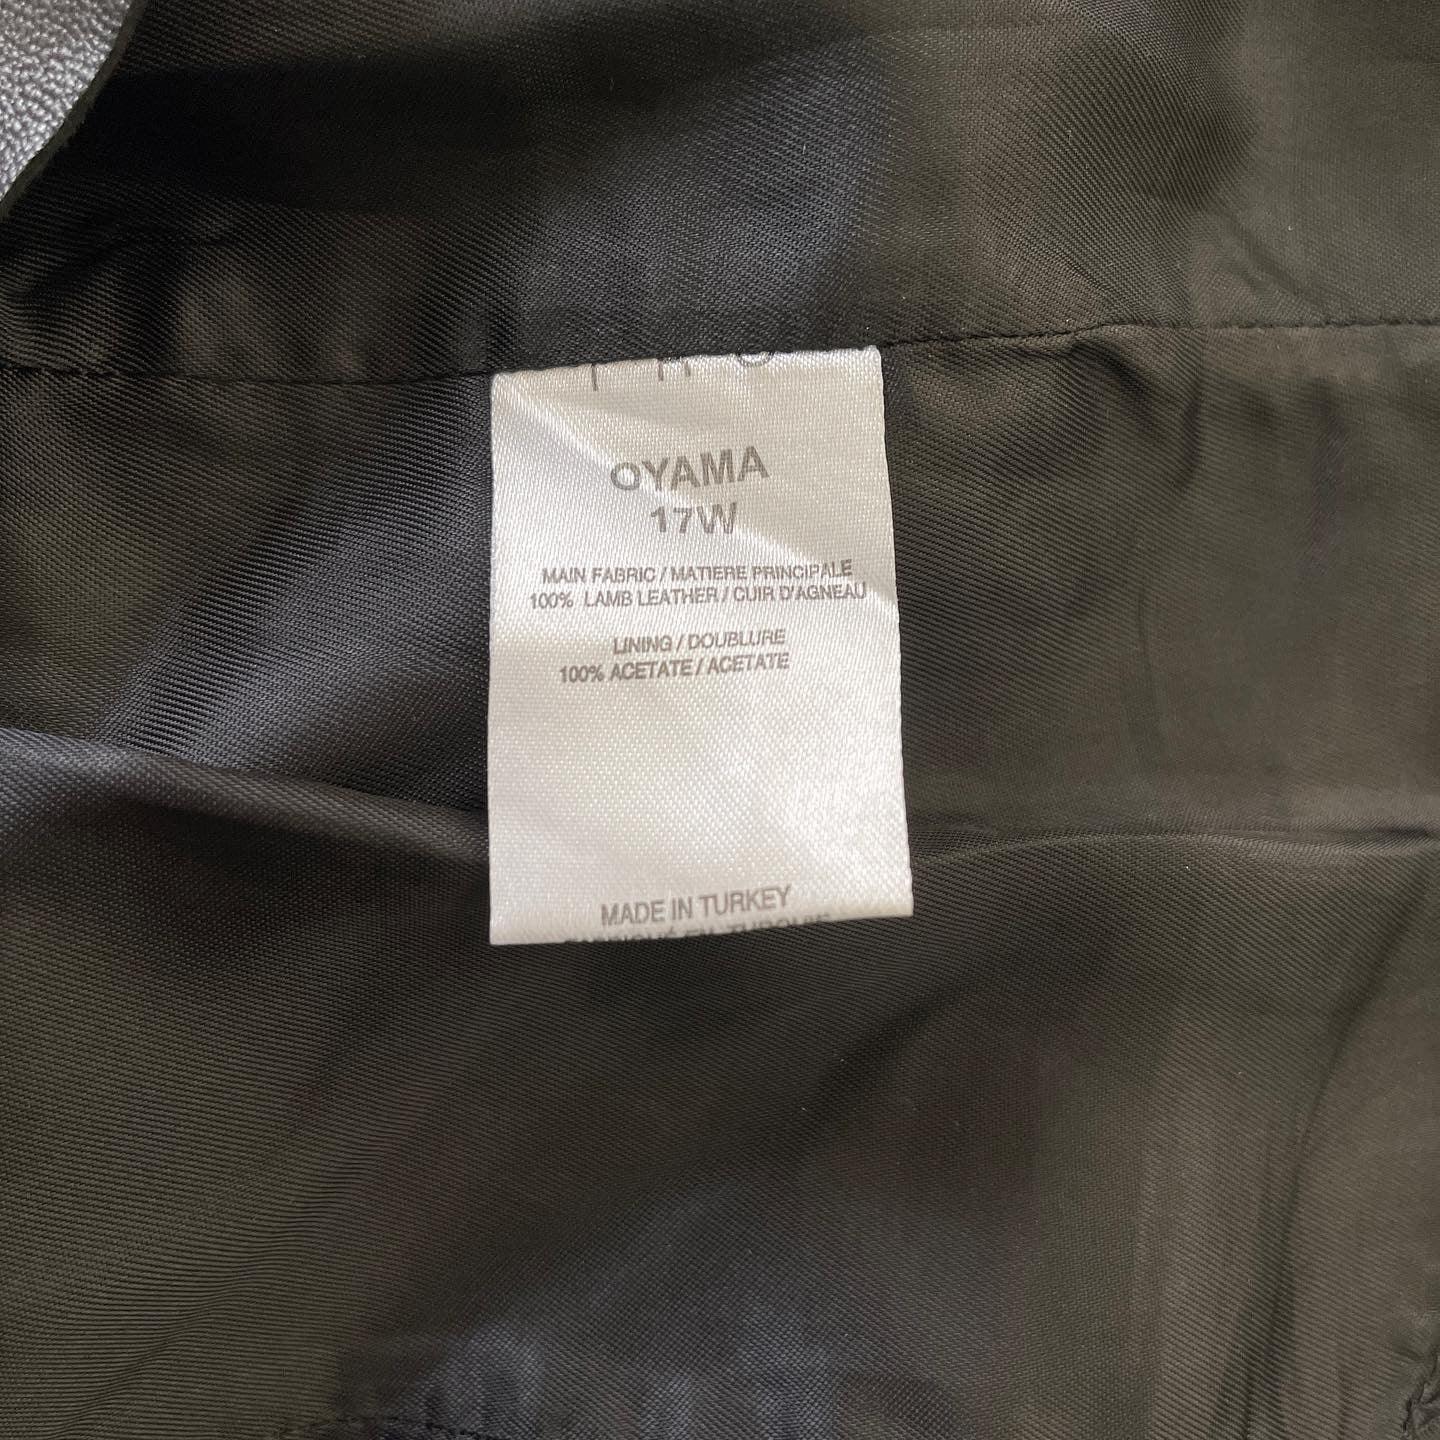 OYAMA
17W
MAIN FABRIC / MATIERE PRINCIPALE
100% LAMB LEATHER / CUIR D'AGNEAU
LINING / DOUBLURE
100% ACETATE / ACETATE
MADE IN TURKEY
EN